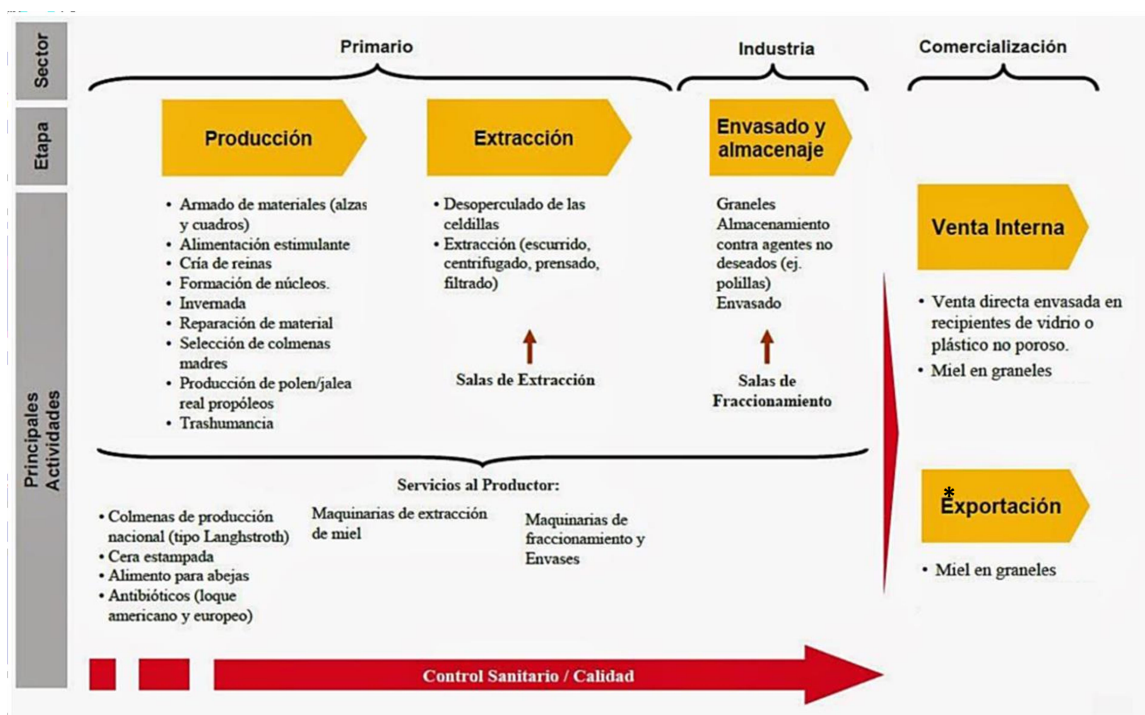 Sector
Primario
Industria
Comercialización
Etapa
Producción
Extracción
Envasado y
almacenaje
Principales
Actividades
• Armado de materiales (alzas
y cuadros)
• Alimentación estimulante
• Cría de reinas
• Formación de núcleos.
• Invernada
• Reparación de material
• Selección de colmenas
madres
• Producción de polen/jalea
real propóleos
• Trashumancia
• Desoperculado de las
celdillas
• Extracción (escurrido,
centrifugado, prensado,
filtrado)
Salas de Extracción
Graneles
Almacenamiento
contra agentes no
deseados (ej.
polillas)
Envasado
Salas de
Fraccionamiento
Venta Interna
• Venta directa envasada en
recipientes de vidrio o
plástico no poroso.
• Miel en graneles
*
Exportación
• Miel en graneles
Servicios al Productor:
• Colmenas de producción
nacional (tipo Langhstroth)
• Cera estampada
• Alimento para abejas
• Antibióticos (loque
americano y europeo)
Maquinarias de extracción
de miel
Maquinarias de
fraccionamiento y
Envases
Control Sanitario / Calidad